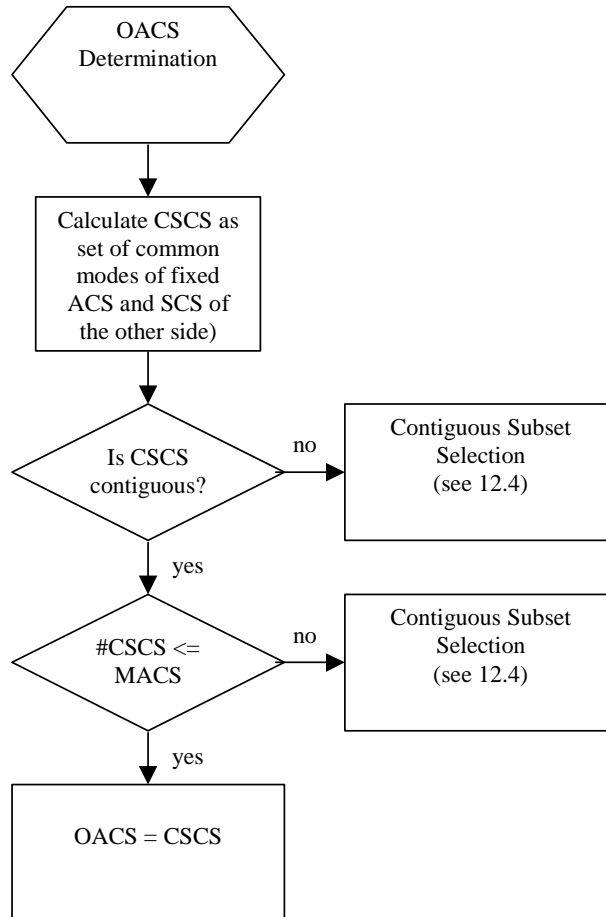 OACS
Determination
Calculate CSCS as
set of common
modes of fixed
ACS and SCS of
the other side)
Is CSCS
contiguous?
no
Contiguous Subset
Selection
(see 12.4)
yes
#CSCS <=
MACS
no
Contiguous Subset
Selection
(see 12.4)
yes
OACS = CSCS